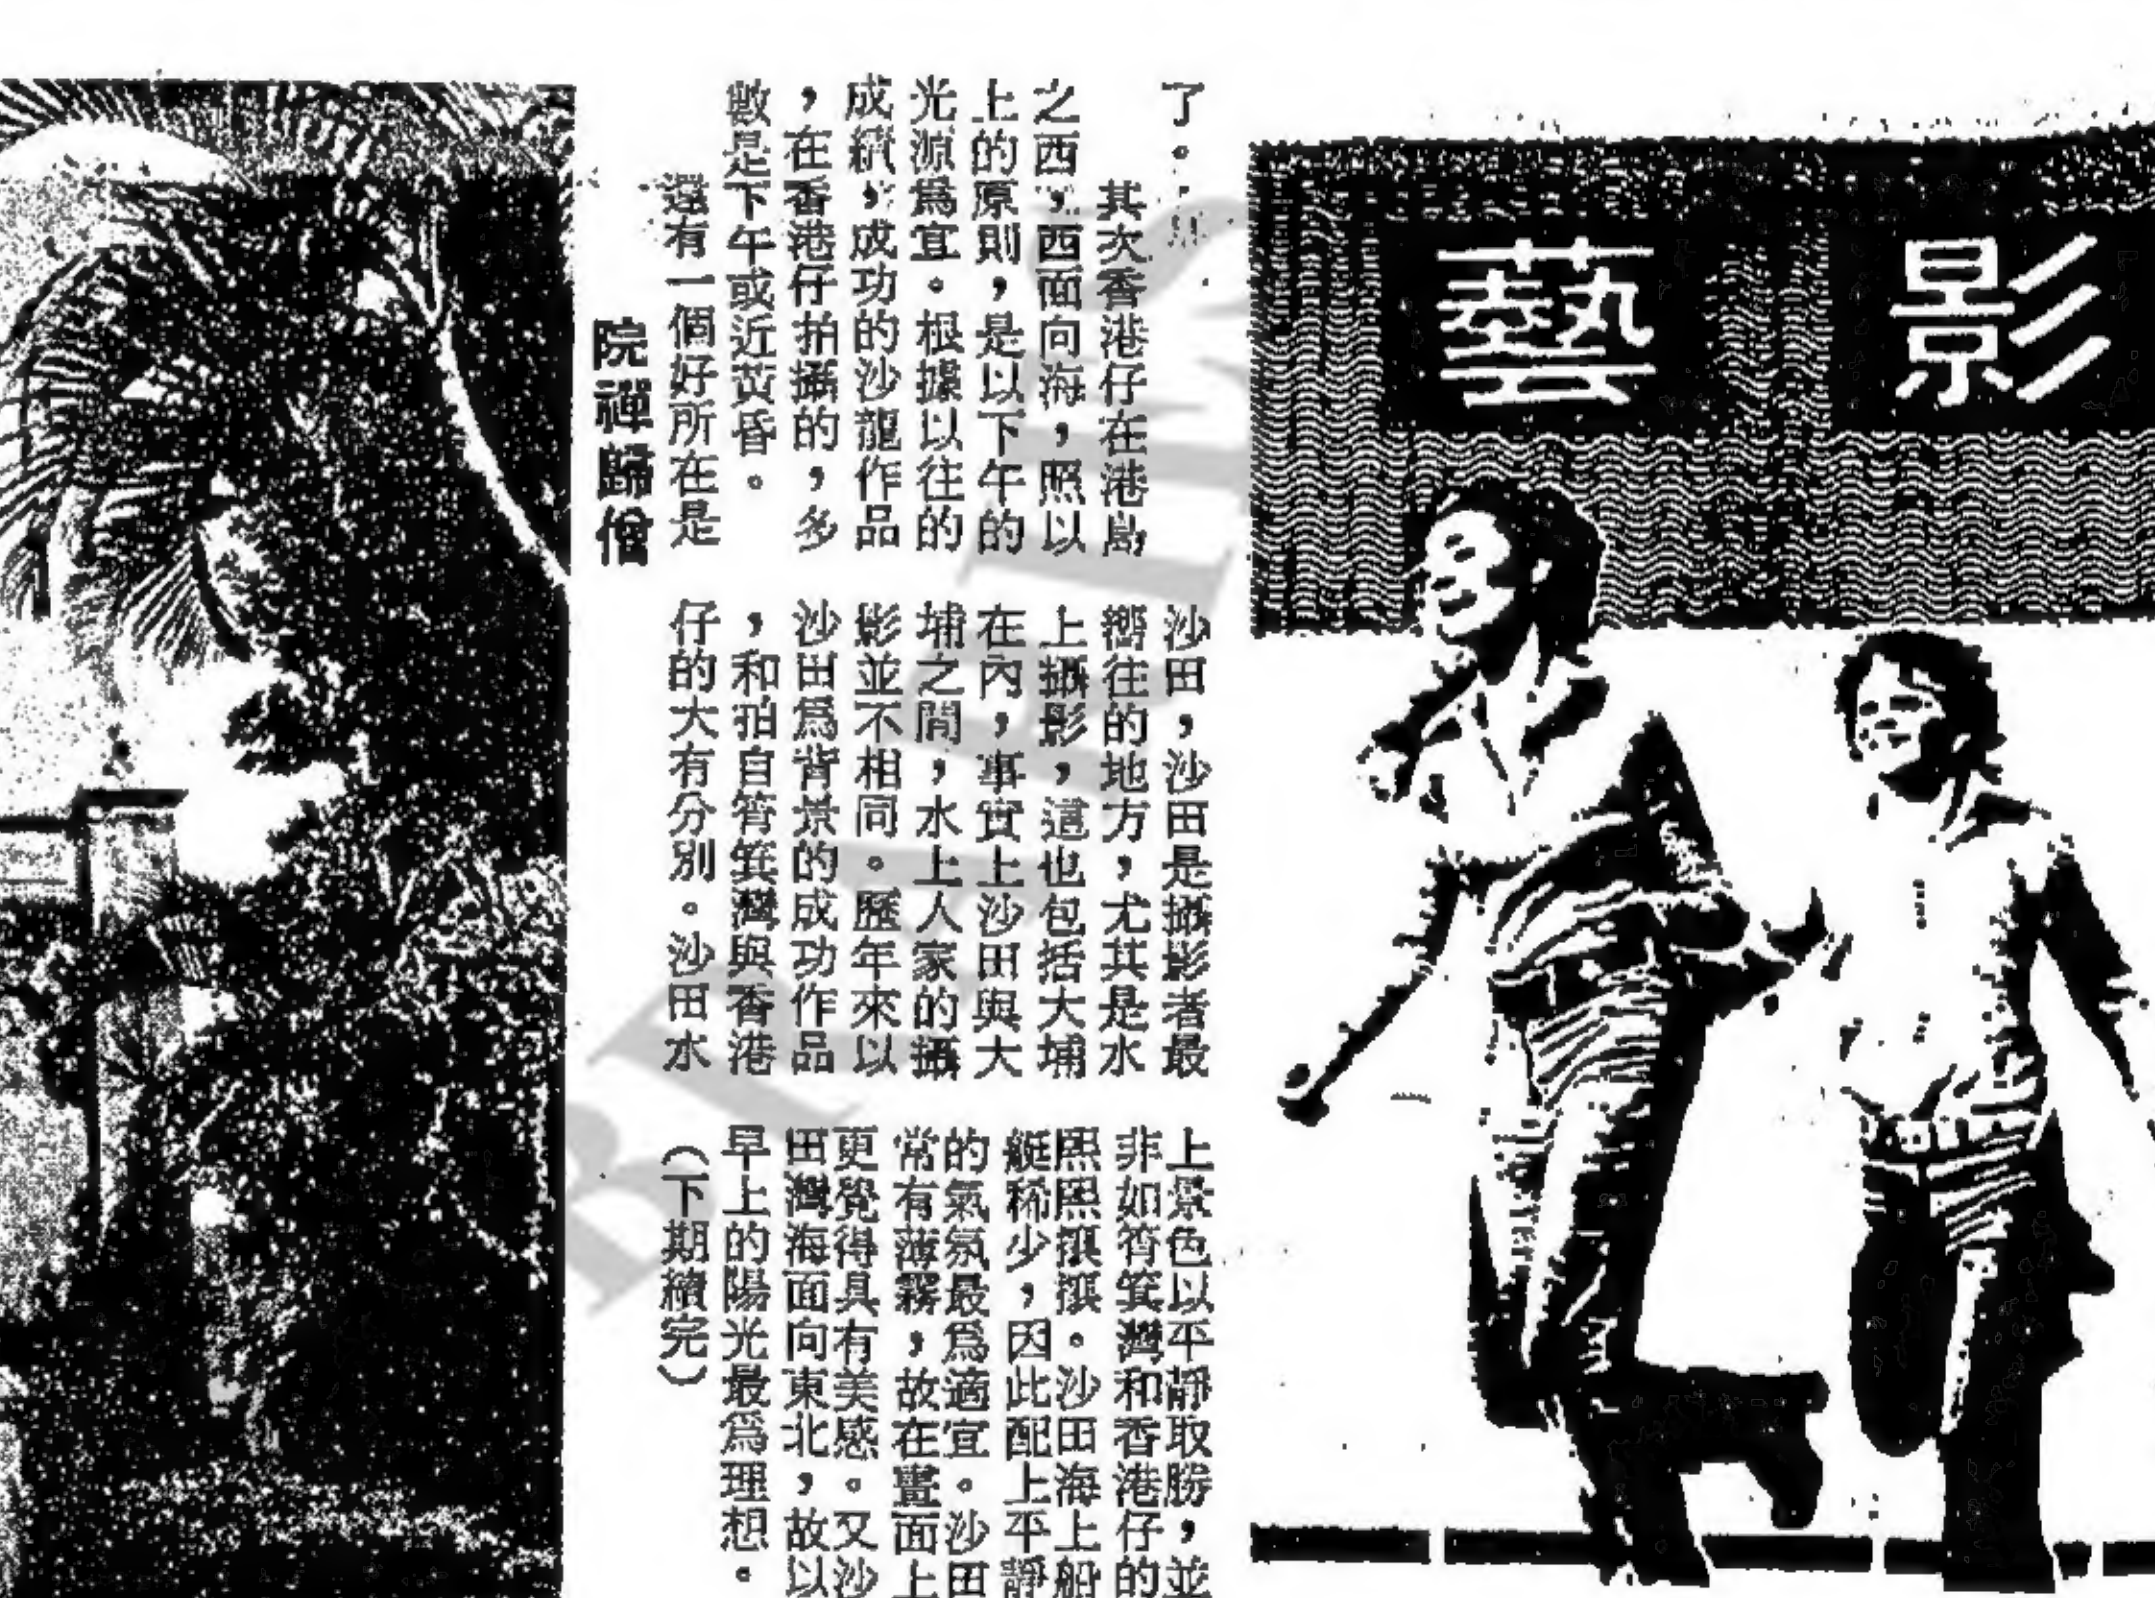 影藝
了。
其次香港仔在港島
之西，西面向海，照以
上的原則，是以下午的
光源為宜。根據以往的
成績，成功的沙龍作品
，在香港仔拍攝的，多
數是下午或近黃昏。
還有一個好所在是
沙田，沙田是攝影者最
嚮往的地方，尤其是水
上攝影，這也包括大埔
在內，事實上沙田與大
埔之間，水上人家的攝
影並不相同。歷年來以
沙田為背景的成功作品
，和拍自筲箕灣與香港
仔的大有分別。沙田水
上景色以平靜取勝，並
非如筲箕灣和香港仔的
熙熙攘攘。沙田海上船
艇稀少，因此配上平靜
的氣氛最為適宜。沙田
常有薄霧，故在畫面上
更覺得具有美感。又沙
田灣海面向東北，故以
早上的陽光最為理想。
（下期續完）
院禪歸僧